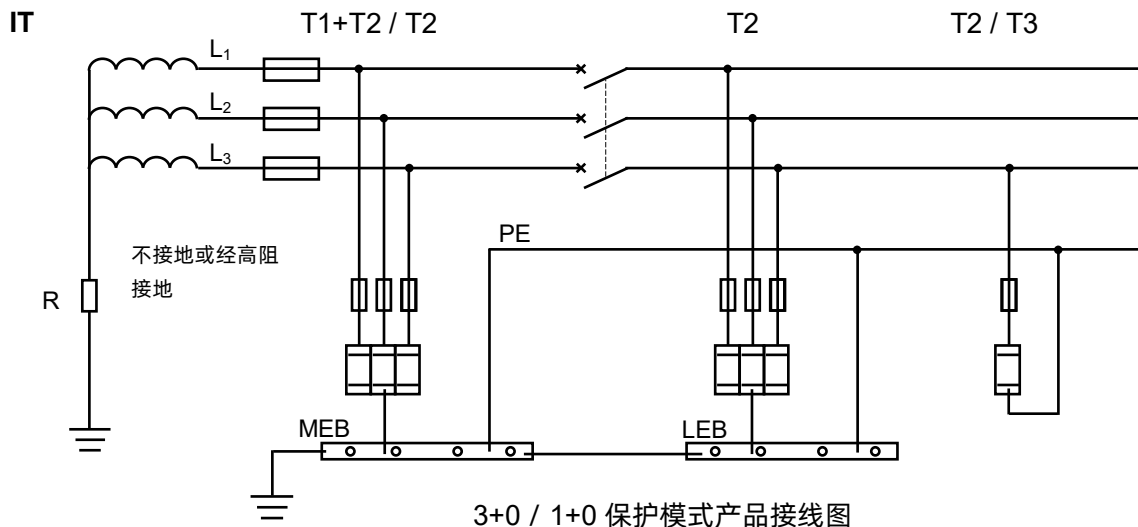 IT
T1+T2 / T2
T2
T2 / T3
L₁
L₂
L₃
PE
不接地或经高阻
接地
R
MEB
LEB
3+0 / 1+0 保护模式产品接线图